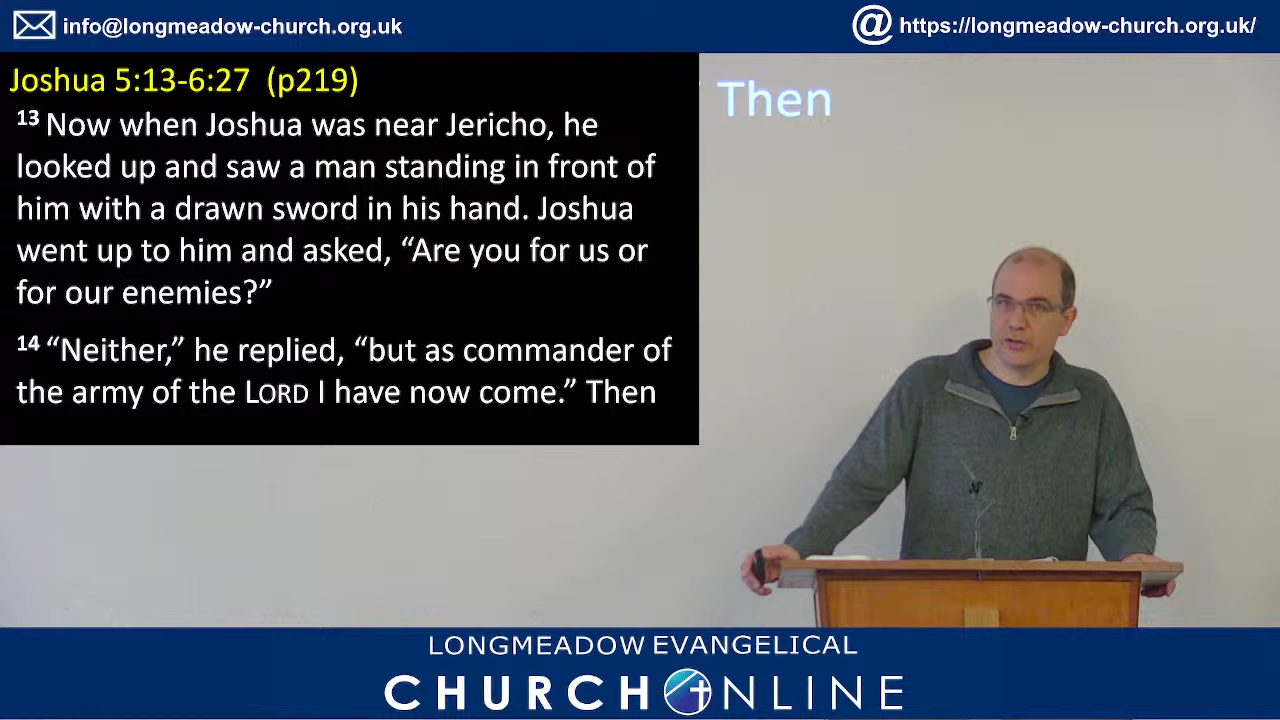 info@longmeadow-church.org.uk
@ https://longmeadow-church.org.uk/
Joshua 5:13-6:27 (p219)
13 Now when Joshua was near Jericho, he
looked up and saw a man standing in front of
him with a drawn sword in his hand. Joshua
went up to him and asked, “Are you for us or
for our enemies?”
14 “Neither,” he replied, “but as commander of
the army of the LORD I have now come.” Then
Then
LONGMEADOW EVANGELICAL
CHURCH ONLINE